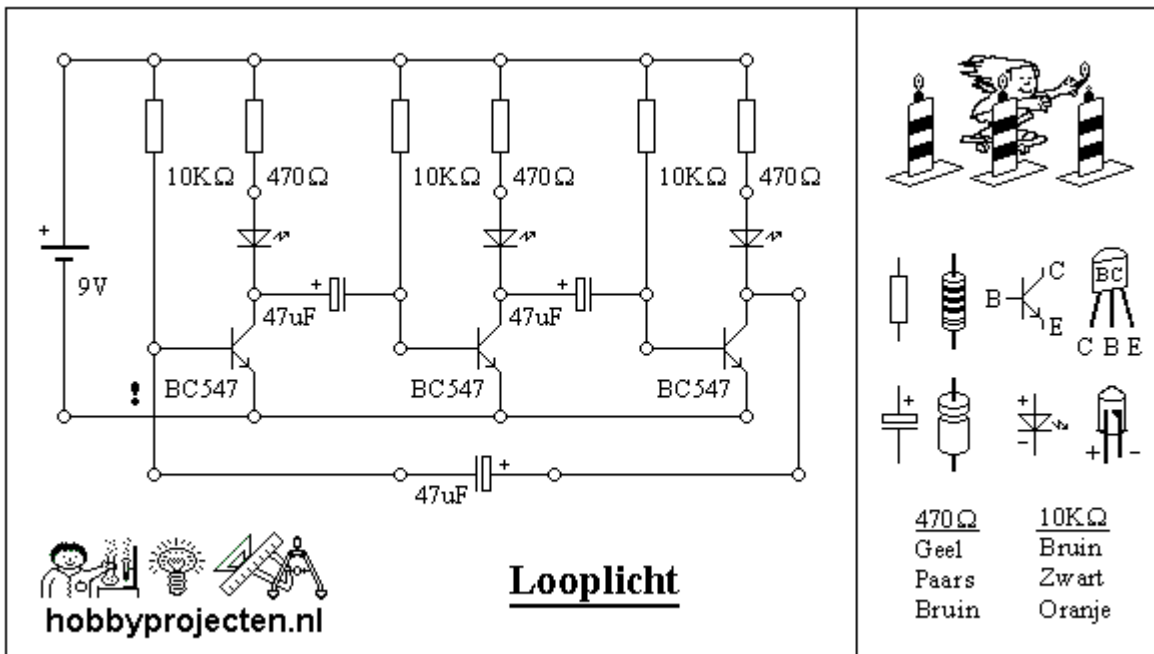 10KΩ 470Ω 10KΩ 470Ω 10KΩ 470Ω
+
9V
+ +
47uF 47uF
! BC547 BC547 BC547
+
47uF
hobbyprojecten.nl
Looplicht
B C E
BC
C B E
+
+
-
+ -
470Ω 10KΩ
Geel Bruin
Paars Zwart
Bruin Oranje